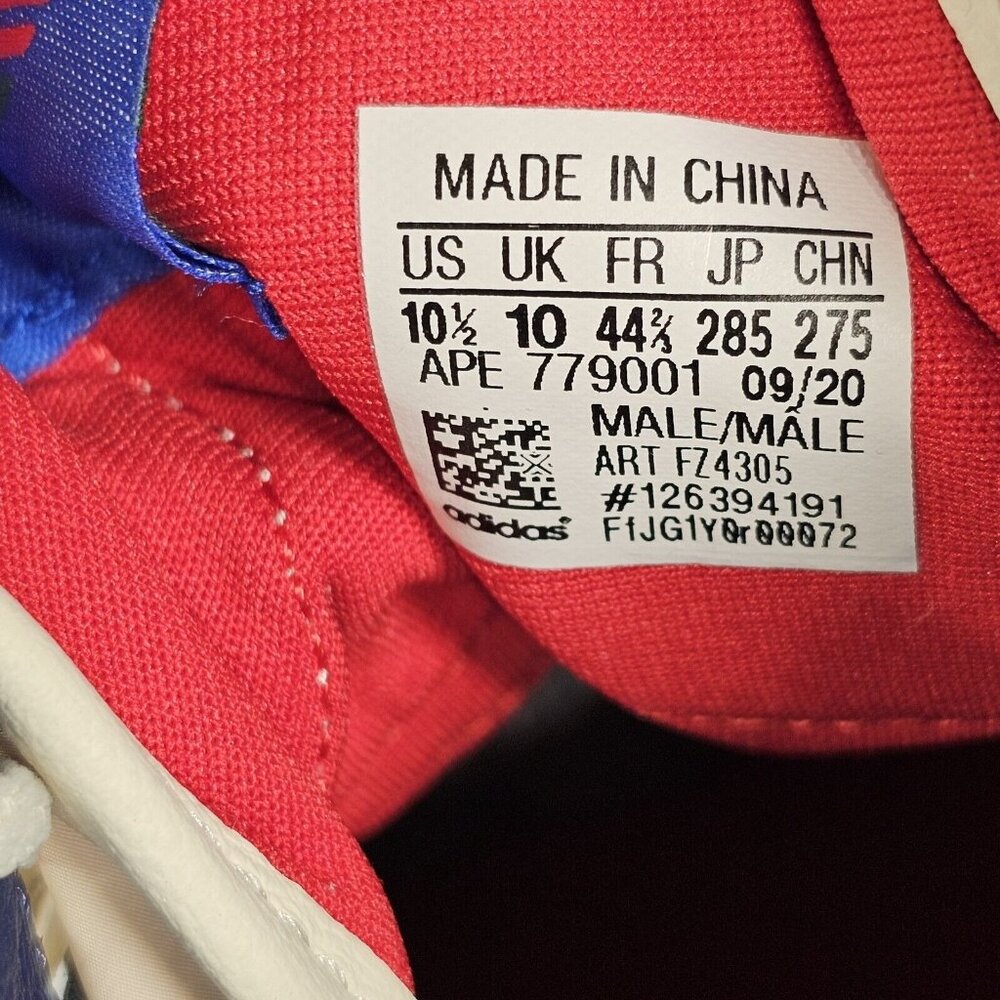 MADE IN CHINA
US UK FR JP CHN
10½ 10 44⅔ 285 275
APE 779001 09/20
MALE/MÂLE
ART FZ4305
#126394191
adidas FfJG1Y0r00072